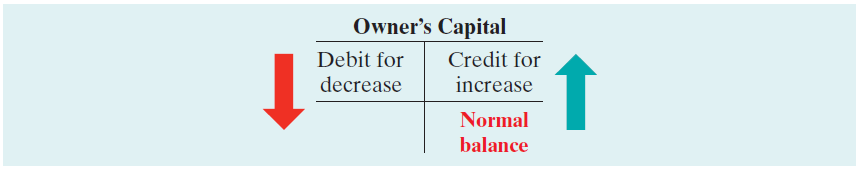 Owner’s Capital
Debit for
decrease
Credit for
increase
Normal
balance